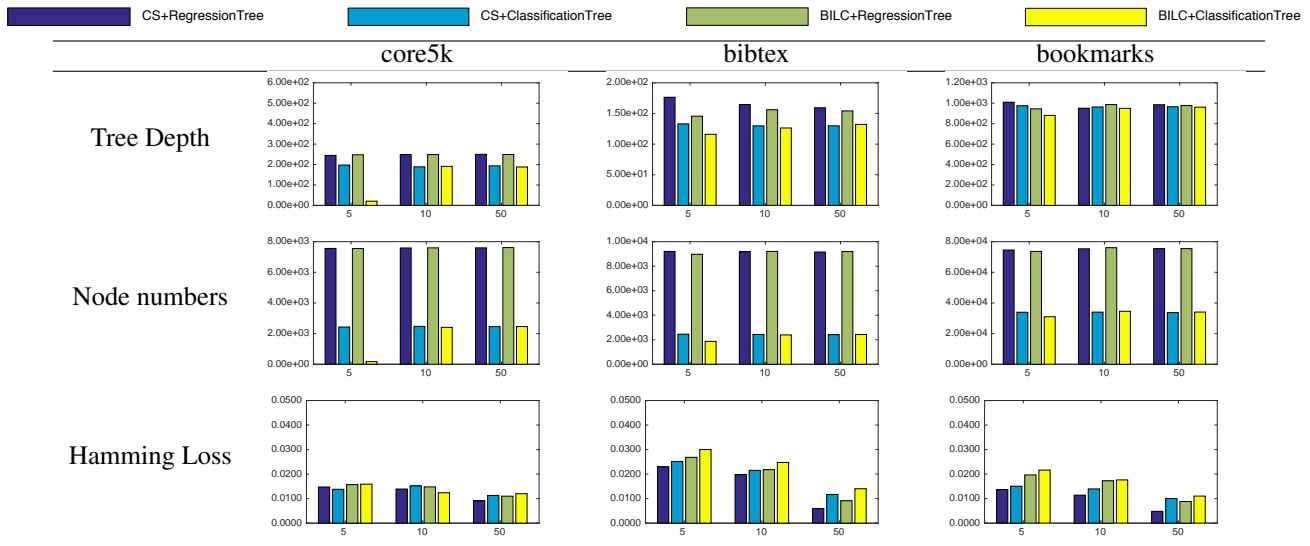 CS+RegressionTree CS+ClassificationTree BILC+RegressionTree BILC+ClassificationTree
core5k bibtex bookmarks
Tree Depth
6.00e+02
5.00e+02
4.00e+02
3.00e+02
2.00e+02
1.00e+02
0.00e+00
5 10 50
2.00e+02
1.50e+02
1.00e+02
5.00e+01
0.00e+00
5 10 50
1.20e+03
1.00e+03
8.00e+02
6.00e+02
4.00e+02
2.00e+02
0.00e+00
5 10 50
Node numbers
8.00e+03
6.00e+03
4.00e+03
2.00e+03
0.00e+00
5 10 50
1.00e+04
8.00e+03
6.00e+03
4.00e+03
2.00e+03
0.00e+00
5 10 50
8.00e+04
6.00e+04
4.00e+04
2.00e+04
0.00e+00
5 10 50
Hamming Loss
0.0500
0.0400
0.0300
0.0200
0.0100
0.0000
5 10 50
0.0500
0.0400
0.0300
0.0200
0.0100
0.0000
5 10 50
0.0500
0.0400
0.0300
0.0200
0.0100
0.0000
5 10 50